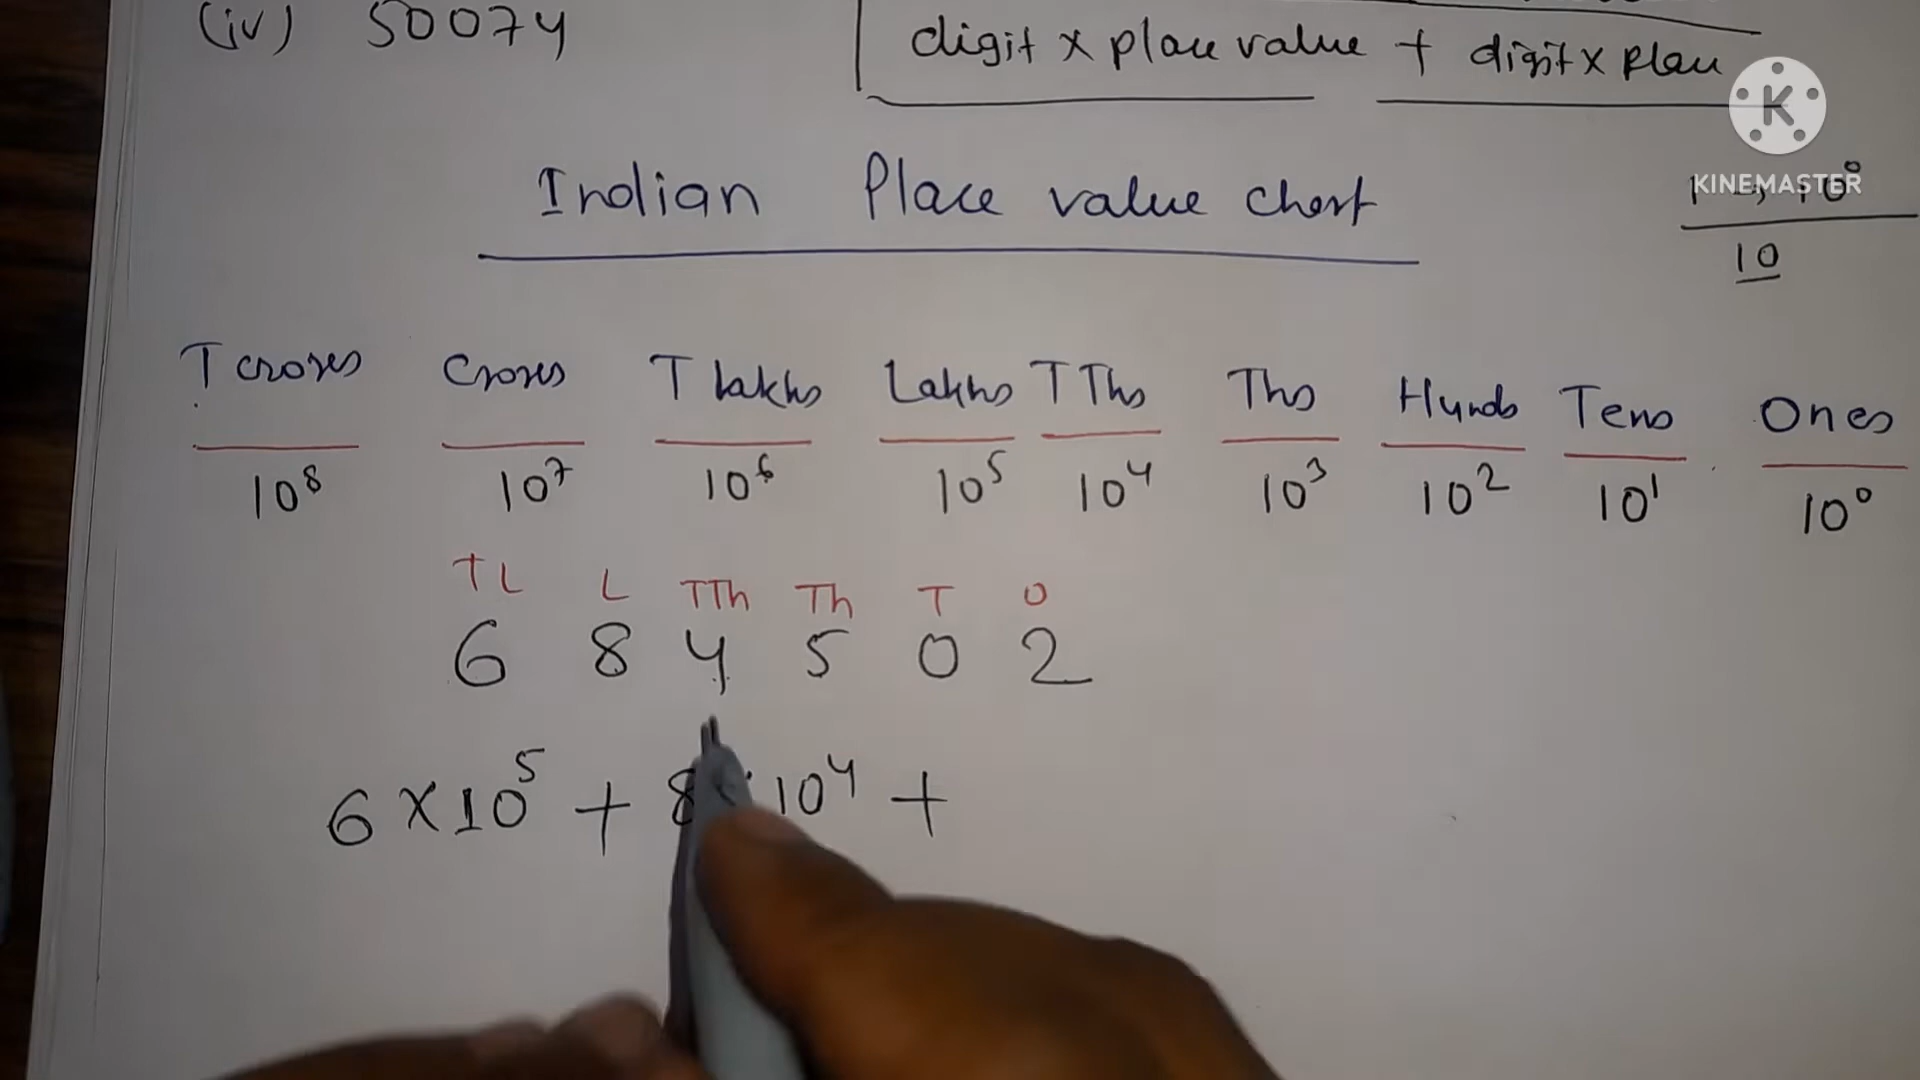 (iv) 50074
digit x place value + digit x place
KINEMASTER
10
Indian Place value chart
T crores Crores T lakhs Lakhs T Ths Ths Hunds Tens Ones
10⁸ 10⁷ 10⁶ 10⁵ 10⁴ 10³ 10² 10¹ 10⁰
TL L TTh Th T O
6 8 4 5 0 2
6 x 10⁵ + 8 10⁴ +